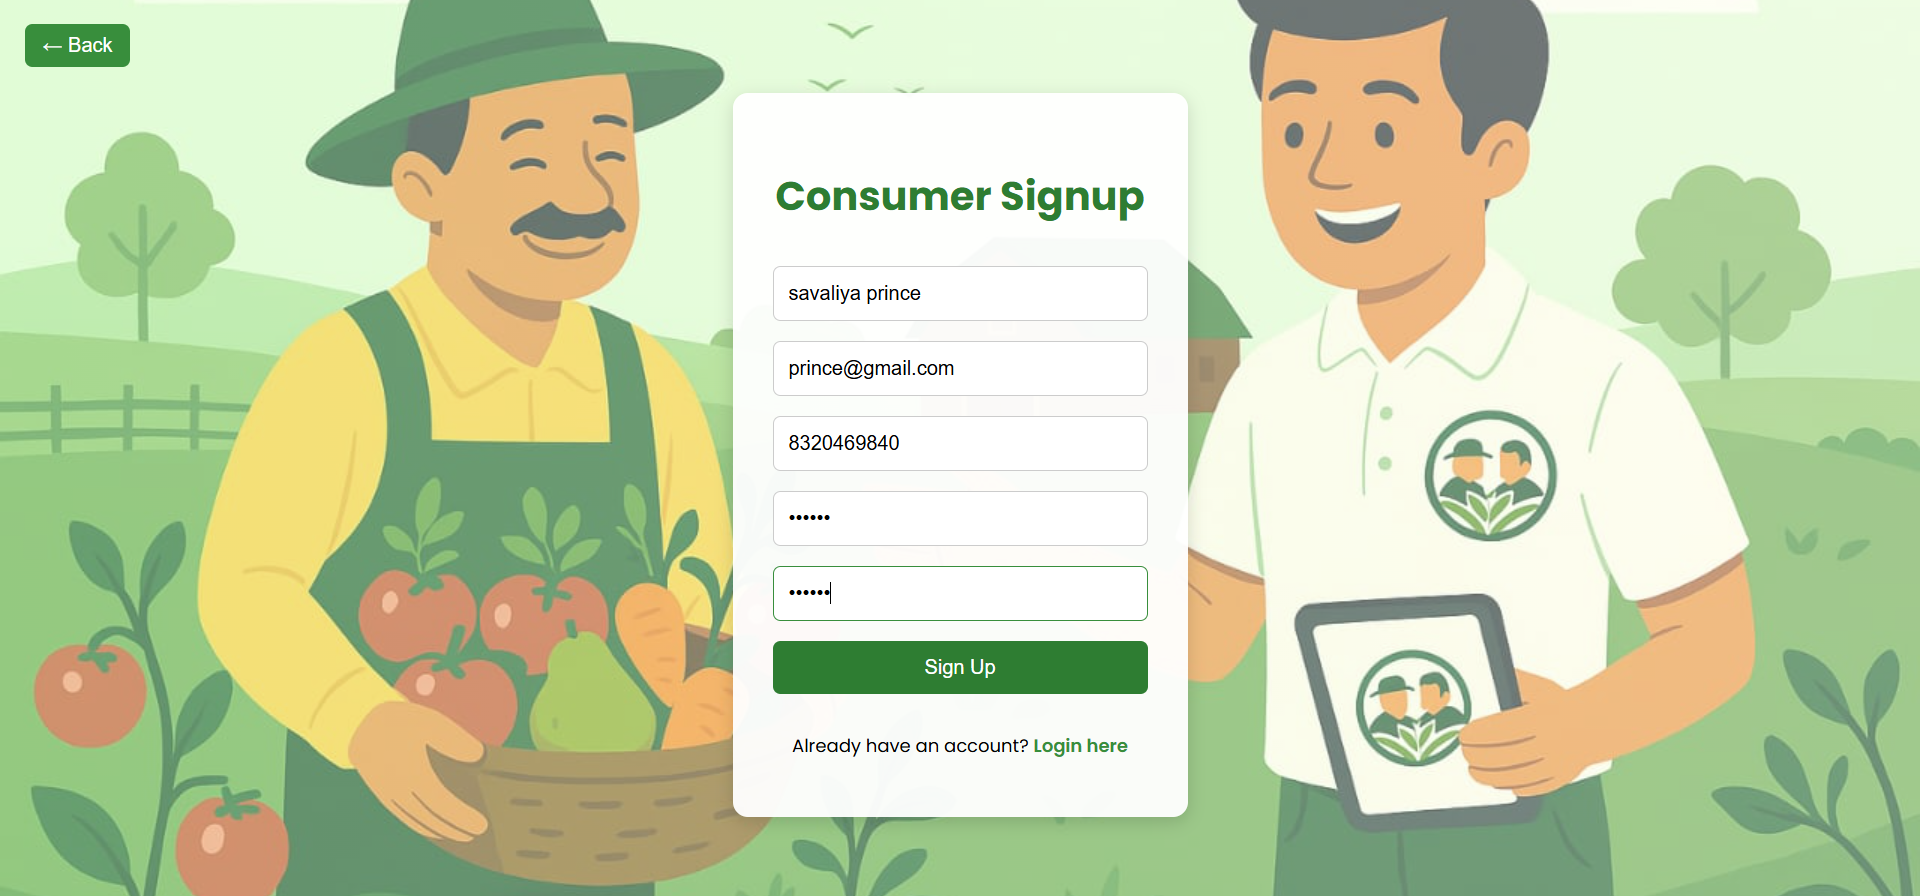 ← Back
Consumer Signup
savaliya prince
prince@gmail.com
8320469840
••••••
••••••
Sign Up
Already have an account? Login here